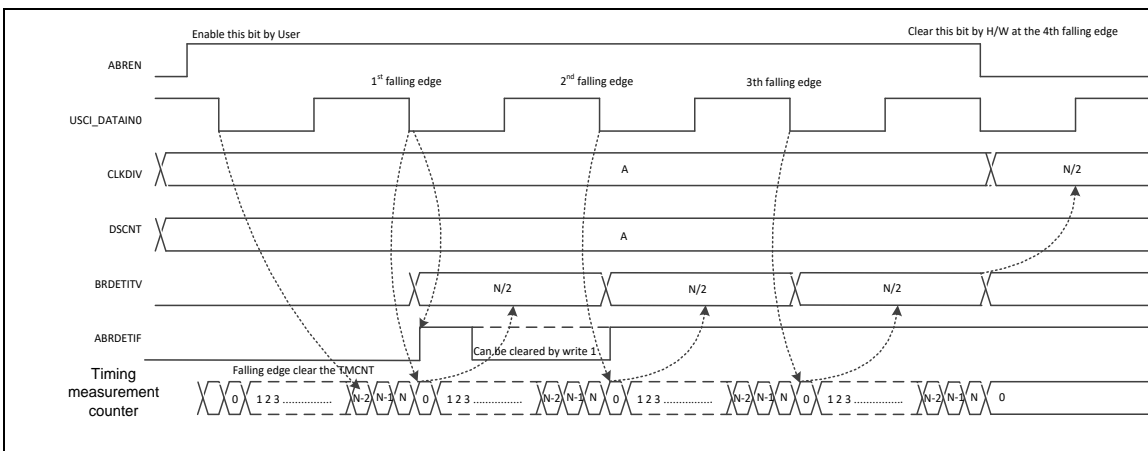 Enable this bit by User
Clear this bit by H/W at the 4th falling edge
ABREN
1st falling edge
2nd falling edge
3th falling edge
USCI_DATAIN0
CLKDIV
A
N/2
DSCNT
A
BRDETITV
N/2
N/2
N/2
ABRDETIF
Can be cleared by write 1
Falling edge clear the TMCNT
Timing
measurement
counter
0 1 2 3 ................ N-2 N-1 N 0 1 2 3 ................ N-2 N-1 N 0 1 2 3 ................ N-2 N-1 N 0 1 2 3 ................ N-2 N-1 N 0